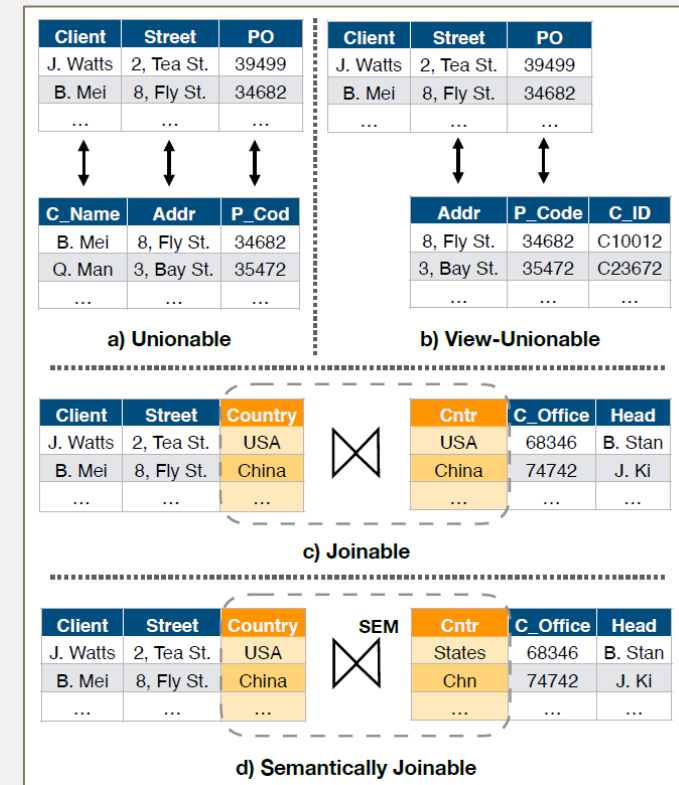 Client Street PO
J. Watts 2, Tea St. 39499
B. Mei 8, Fly St. 34682
... ... ...
C_Name Addr P_Cod
B. Mei 8, Fly St. 34682
Q. Man 3, Bay St. 35472
... ... ...
a) Unionable
Client Street PO
J. Watts 2, Tea St. 39499
B. Mei 8, Fly St. 34682
... ... ...
Addr P_Code C_ID
8, Fly St. 34682 C10012
3, Bay St. 35472 C23672
... ... ...
b) View-Unionable
Client Street Country
J. Watts 2, Tea St. USA
B. Mei 8, Fly St. China
... ... ...
Cntr C_Office Head
USA 68346 B. Stan
China 74742 J. Ki
... ... ...
c) Joinable
Client Street Country
J. Watts 2, Tea St. USA
B. Mei 8, Fly St. China
... ... ...
SEM
Cntr C_Office Head
States 68346 B. Stan
Chn 74742 J. Ki
... ... ...
d) Semantically Joinable